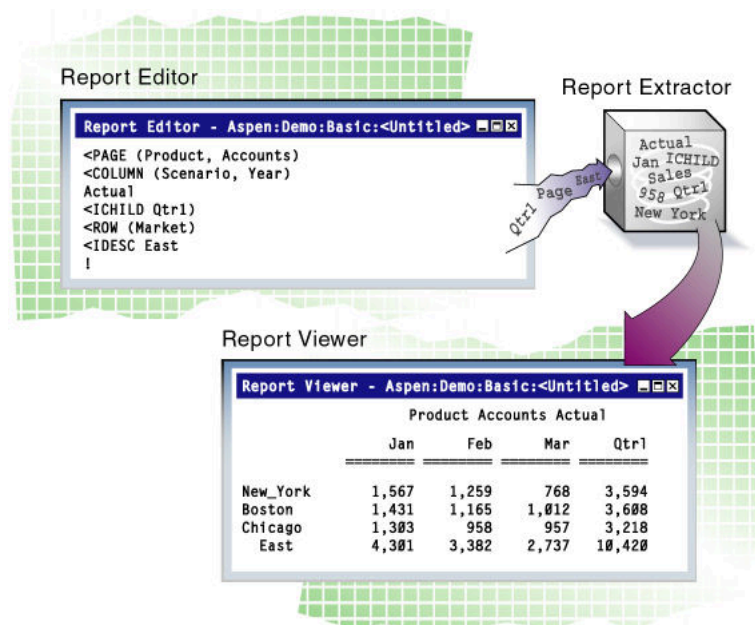 Report Editor
Report Editor - Aspen:Demo:Basic:<Untitled>
<PAGE (Product, Accounts)
<COLUMN (Scenario, Year)
Actual
<ICHILD Qtr1)
<ROW (Market)
<IDESC East
!
Qtrl Page East
Report Extractor
Actual
Jan ICHILD
Sales
958 Qtrl
New York
Report Viewer
Report Viewer - Aspen:Demo:Basic:<Untitled>
Product Accounts Actual
Jan Feb Mar Qtr1
======== ======== ======== ========
New_York 1,567 1,259 768 3,594
Boston 1,431 1,165 1,012 3,608
Chicago 1,303 958 957 3,218
East 4,301 3,382 2,737 10,420